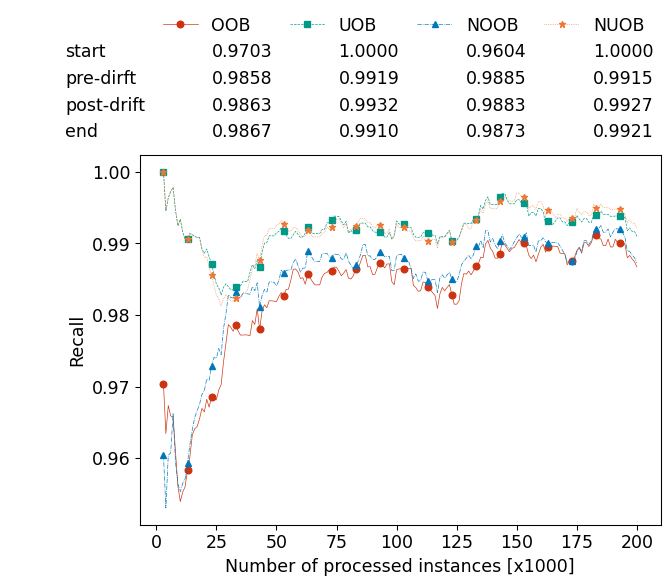 OOB UOB NOOB NUOB
start 0.9703 1.0000 0.9604 1.0000
pre-dirft 0.9858 0.9919 0.9885 0.9915
post-drift 0.9863 0.9932 0.9883 0.9927
end 0.9867 0.9910 0.9873 0.9921
1.00
0.99
0.98
0.97
0.96
Recall
0 25 50 75 100 125 150 175 200
Number of processed instances [x1000]